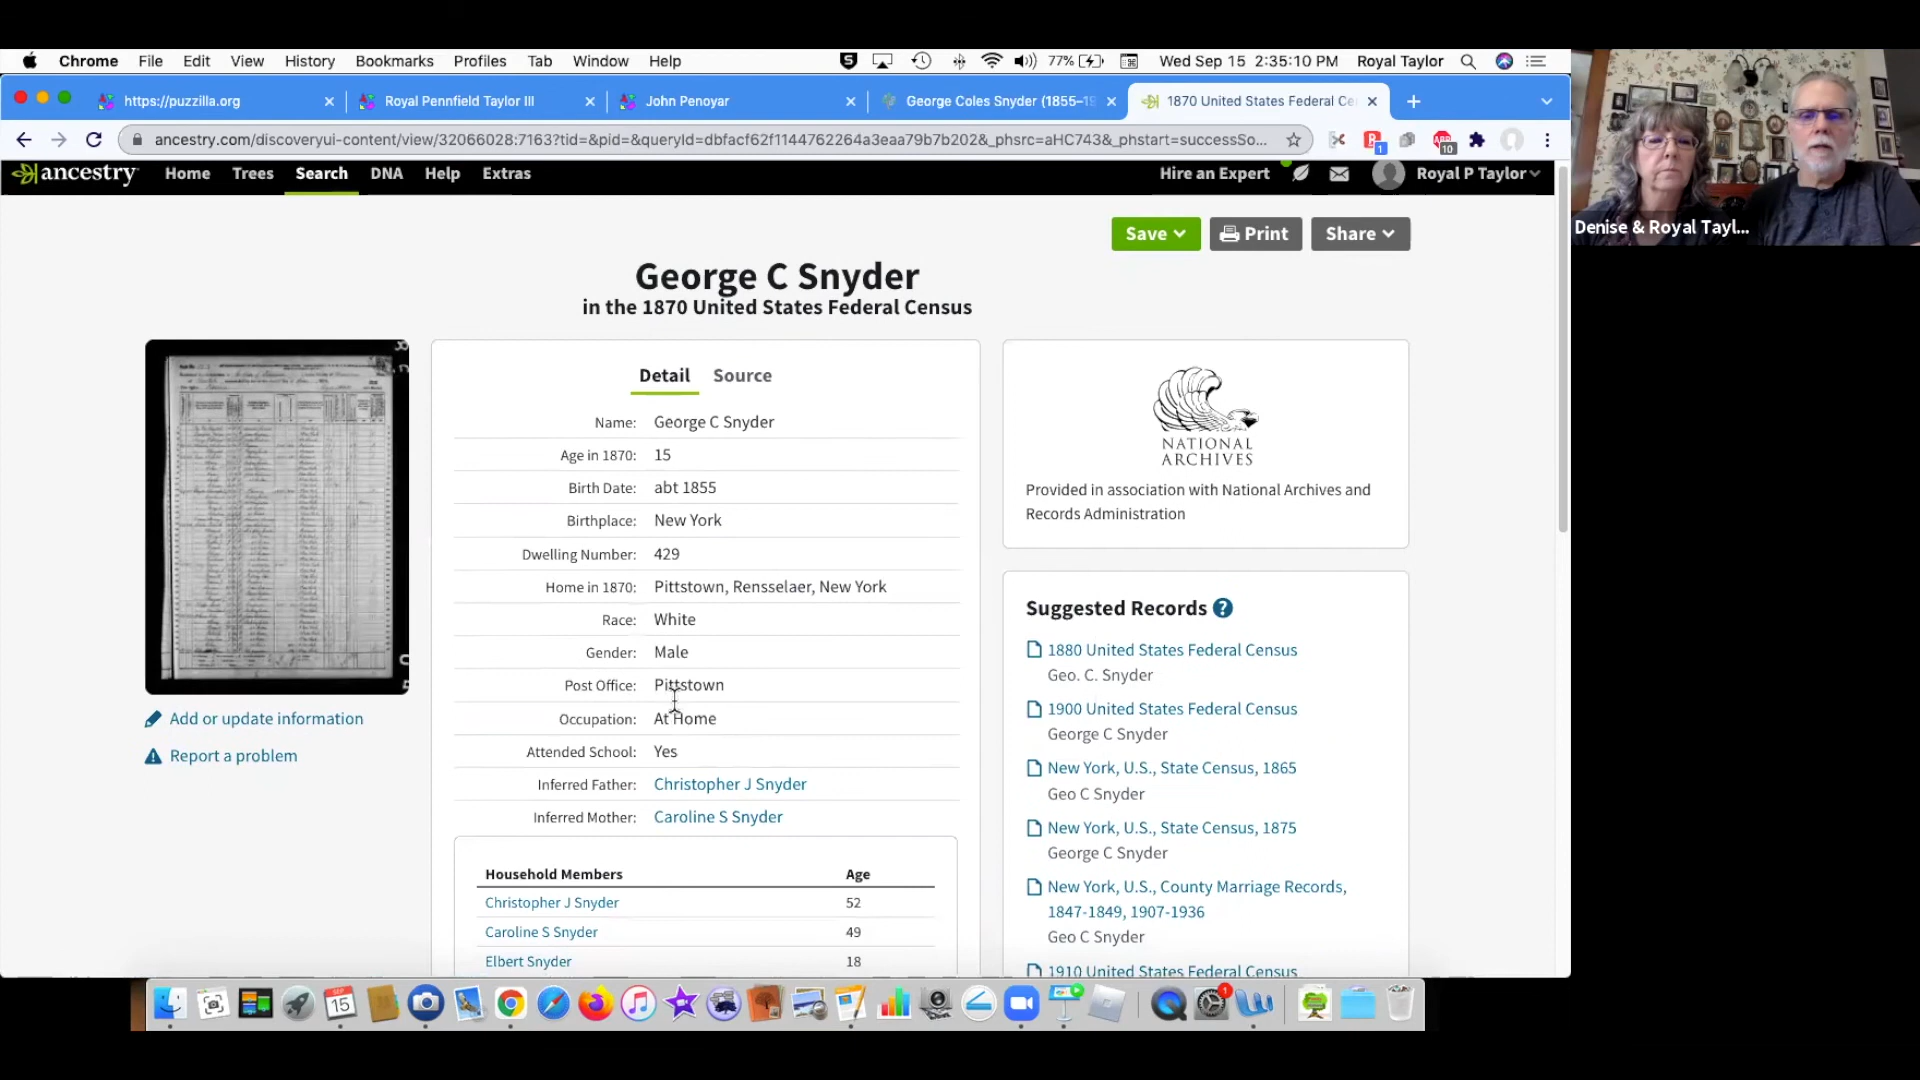 Chrome File Edit View History Bookmarks Profiles Tab Window Help 77% Wed Sep 15 2:35:10 PM Royal Taylor
https://puzzilla.org Royal Pennfield Taylor III John Penoyar George Coles Snyder (1855–19 1870 United States Federal Ce
ancestry.com/discoveryui-content/view/32066028:7163?tid=&pid=&queryId=dbfacf62f1144762264a3eaa79b7b202&_phsrc=aHC743&_phstart=successSo... 1 10
ancestry Home Trees Search DNA Help Extras Hire an Expert Royal P Taylor
Denise & Royal Tayl...
Save Print Share
George C Snyder
in the 1870 United States Federal Census
Detail Source
Name: George C Snyder
Age in 1870: 15
Birth Date: abt 1855
Birthplace: New York
Dwelling Number: 429
Home in 1870: Pittstown, Rensselaer, New York
Race: White
Gender: Male
Post Office: Pittstown
Occupation: At Home
Attended School: Yes
Inferred Father: Christopher J Snyder
Inferred Mother: Caroline S Snyder
Household Members Age
Christopher J Snyder 52
Caroline S Snyder 49
Elbert Snyder 18
Add or update information
Report a problem
NATIONAL
ARCHIVES
Provided in association with National Archives and
Records Administration
Suggested Records ?
1880 United States Federal Census
Geo. C. Snyder
1900 United States Federal Census
George C Snyder
New York, U.S., State Census, 1865
Geo C Snyder
New York, U.S., State Census, 1875
George C Snyder
New York, U.S., County Marriage Records,
1847-1849, 1907-1936
Geo C Snyder
1910 United States Federal Census
SEP
15
1